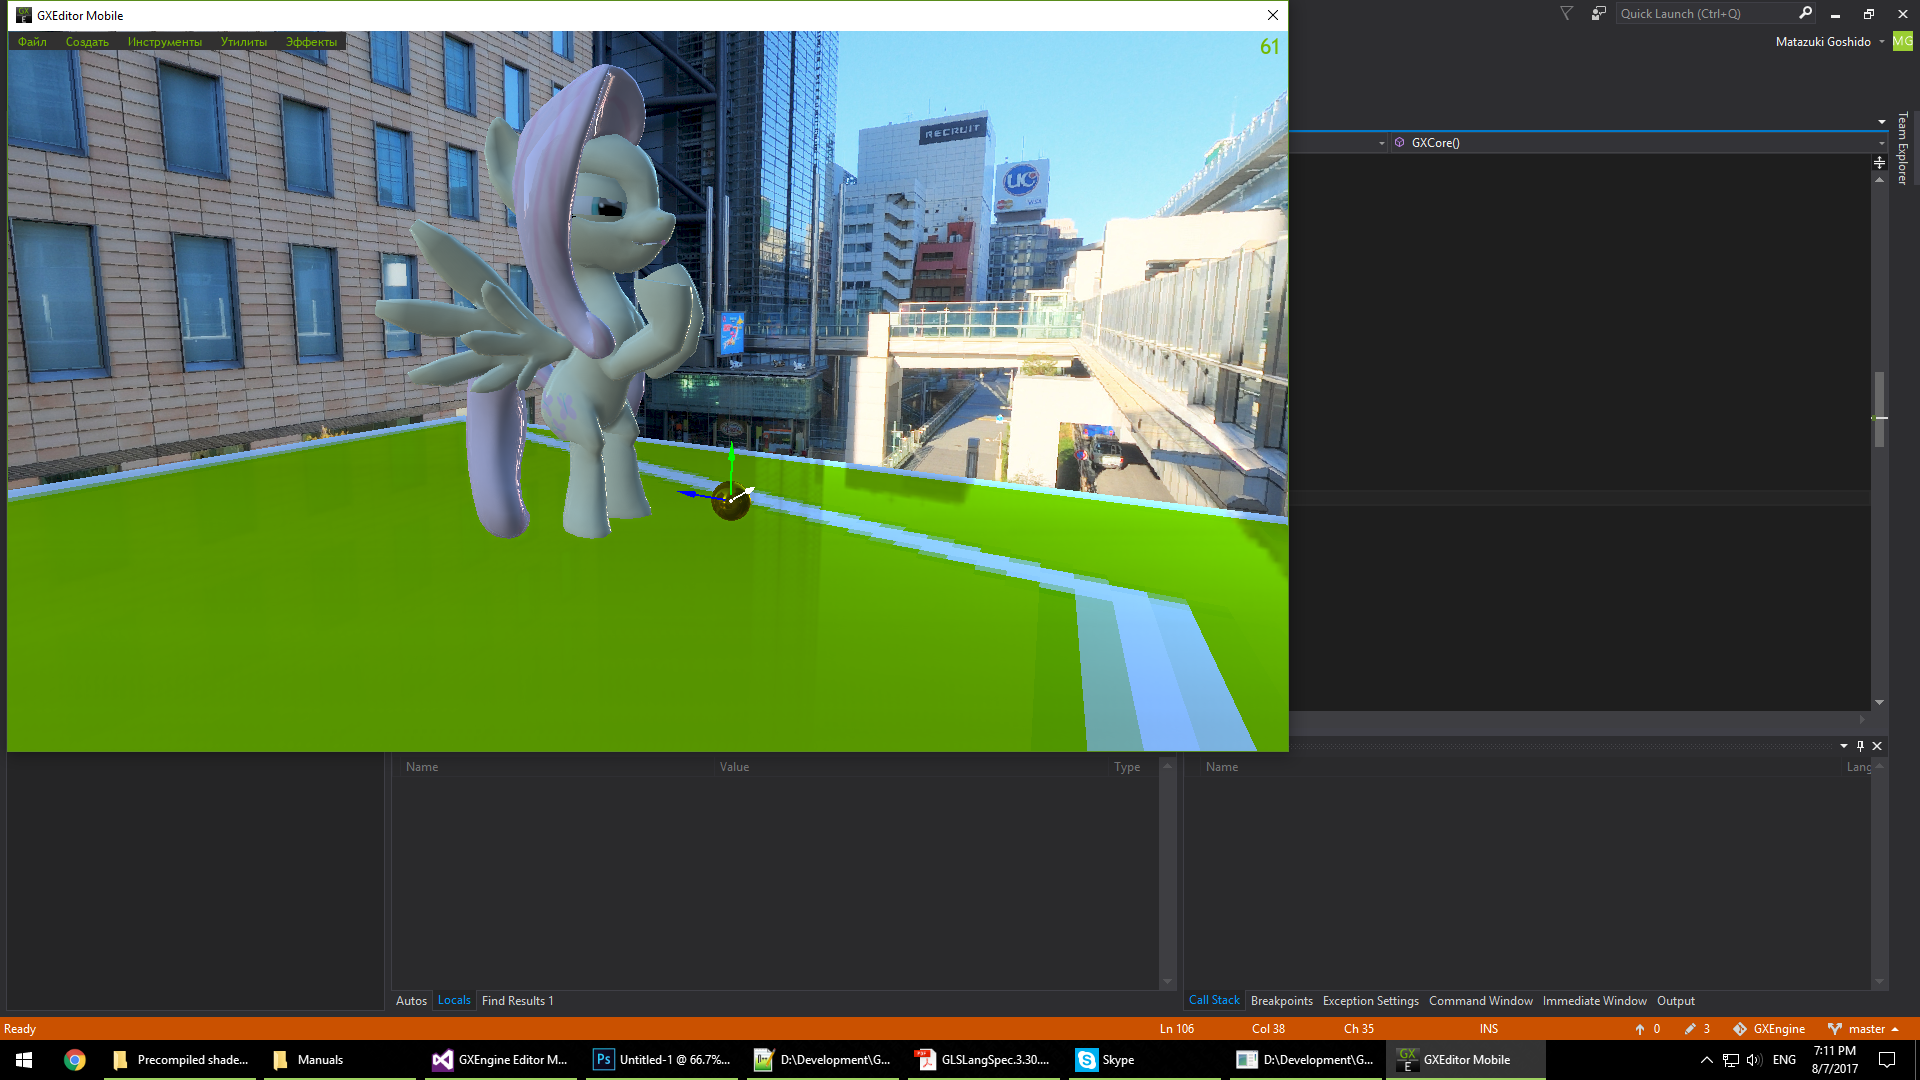 GXEditor Mobile
Quick Launch (Ctrl+Q)
Файл Создать Инструменты Утилиты Эффекты
61
Matazuki Goshido MG
RECRUIT
UC
VISA
GXCore()
Team Explorer
Name Value Type
Name Lang
Autos Locals Find Results 1
Call Stack Breakpoints Exception Settings Command Window Immediate Window Output
Ready Ln 106 Col 38 Ch 35 INS 0 3 GXEngine master
Precompiled shade... Manuals GXEngine Editor M... Untitled-1 @ 66.7%... D:\Development\G... GLSLangSpec.3.30.... Skype D:\Development\G... GXEditor Mobile ENG 7:11 PM
8/7/2017